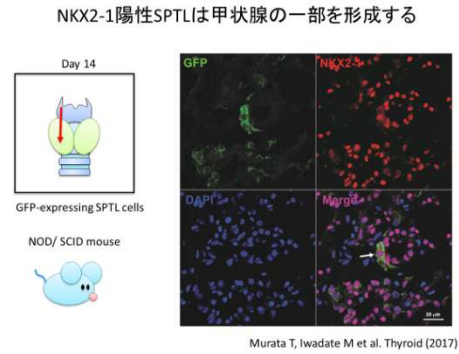 NKX2-1陽性SPTLは甲状腺の一部を形成する
Day 14
GFP-expressing SPTL cells
NOD/ SCID mouse
GFP
NKX2-1
DAPI
Merge
20 μm
Murata T, Iwadate M et al. Thyroid (2017)